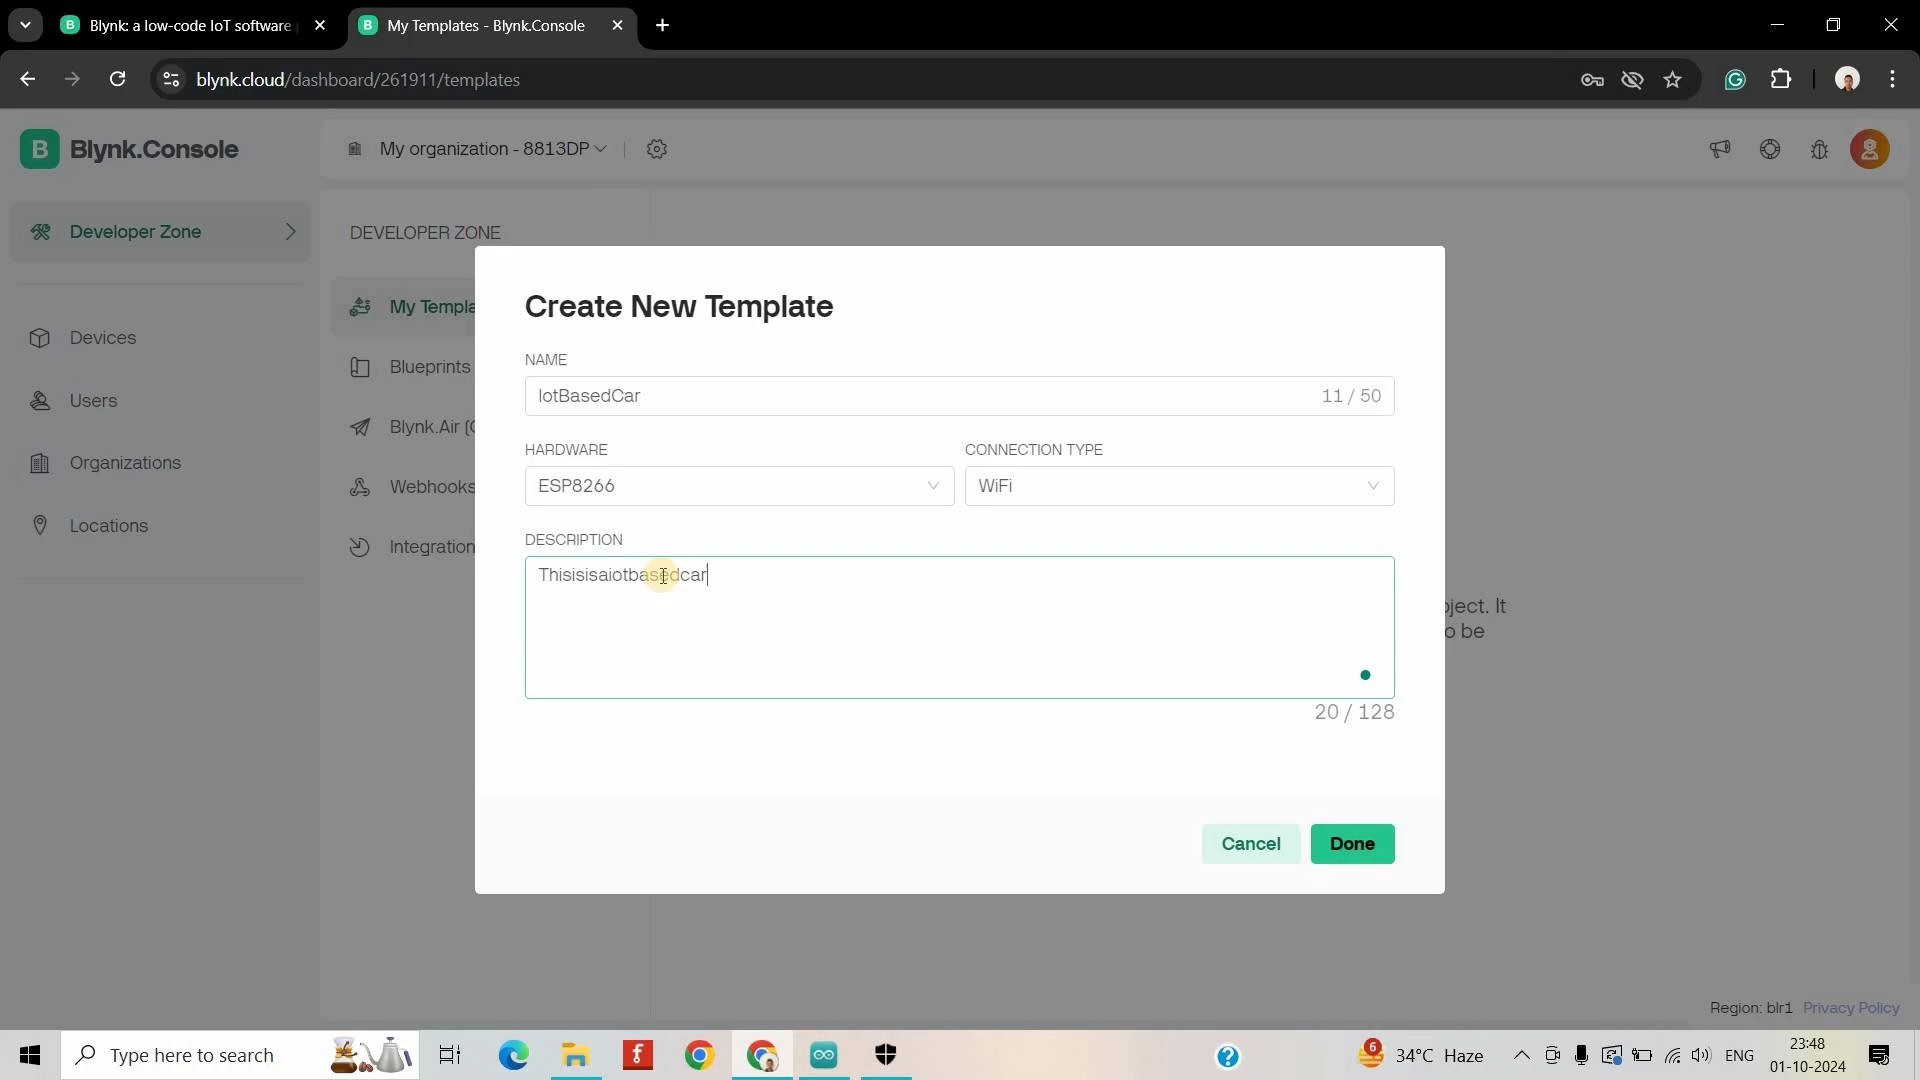 Blynk: a low-code IoT software
My Templates - Blynk.Console
blynk.cloud/dashboard/261911/templates
B Blynk.Console
My organization - 8813DP
Developer Zone
Devices
Users
Organizations
Locations
DEVELOPER ZONE
My Templa
Blueprints
Blynk.Air (
Webhooks
Integration
Create New Template
NAME
IotBasedCar
11 / 50
HARDWARE
CONNECTION TYPE
ESP8266
WiFi
DESCRIPTION
Thisisisaiotbasedcar
20 / 128
Cancel
Done
ject. It
o be
Region: blr1 Privacy Policy
Type here to search
6
34°C Haze
ENG
23:48
01-10-2024